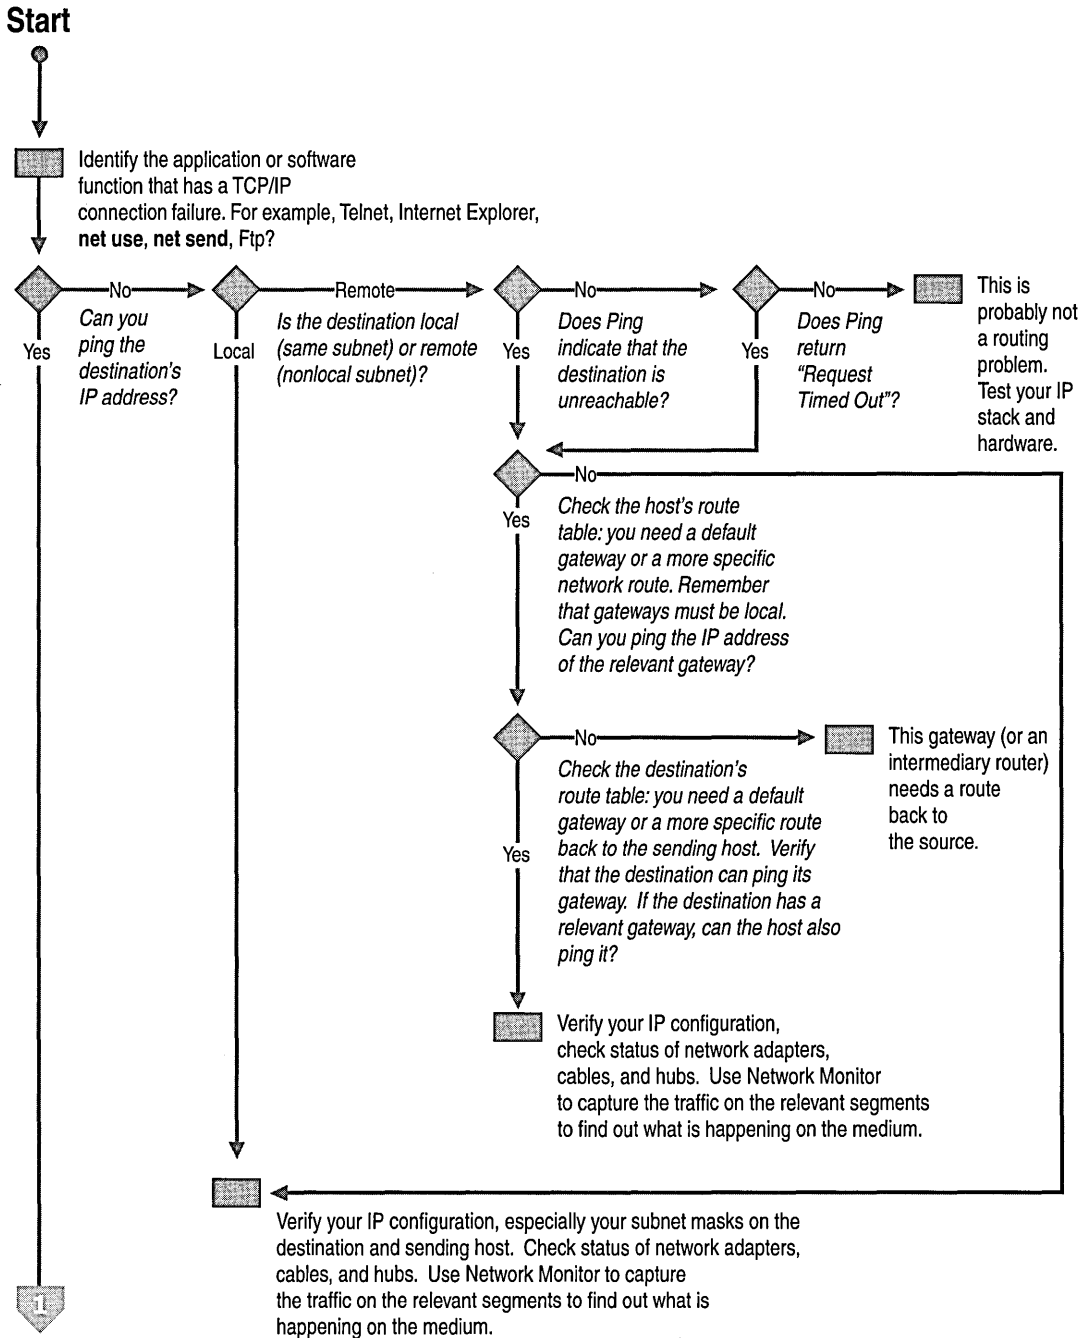 Start
Identify the application or software
function that has a TCP/IP
connection failure. For example, Telnet, Internet Explorer,
net use, net send, Ftp?
No
Can you
ping the
destination's
IP address?
Yes
Remote
Is the destination local
(same subnet) or remote
(nonlocal subnet)?
Local
No
Does Ping
indicate that the
destination is
unreachable?
Yes
No
Does Ping
return
“Request
Timed Out”?
Yes
This is
probably not
a routing
problem.
Test your IP
stack and
hardware.
No
Yes
Check the host's route
table: you need a default
gateway or a more specific
network route. Remember
that gateways must be local.
Can you ping the IP address
of the relevant gateway?
No
Check the destination's
route table: you need a default
gateway or a more specific route
back to the sending host. Verify
that the destination can ping its
gateway. If the destination has a
relevant gateway, can the host also
ping it?
Yes
This gateway (or an
intermediary router)
needs a route
back to
the source.
Verify your IP configuration,
check status of network adapters,
cables, and hubs. Use Network Monitor
to capture the traffic on the relevant segments
to find out what is happening on the medium.
Verify your IP configuration, especially your subnet masks on the
destination and sending host. Check status of network adapters,
cables, and hubs. Use Network Monitor to capture
the traffic on the relevant segments to find out what is
happening on the medium.
1